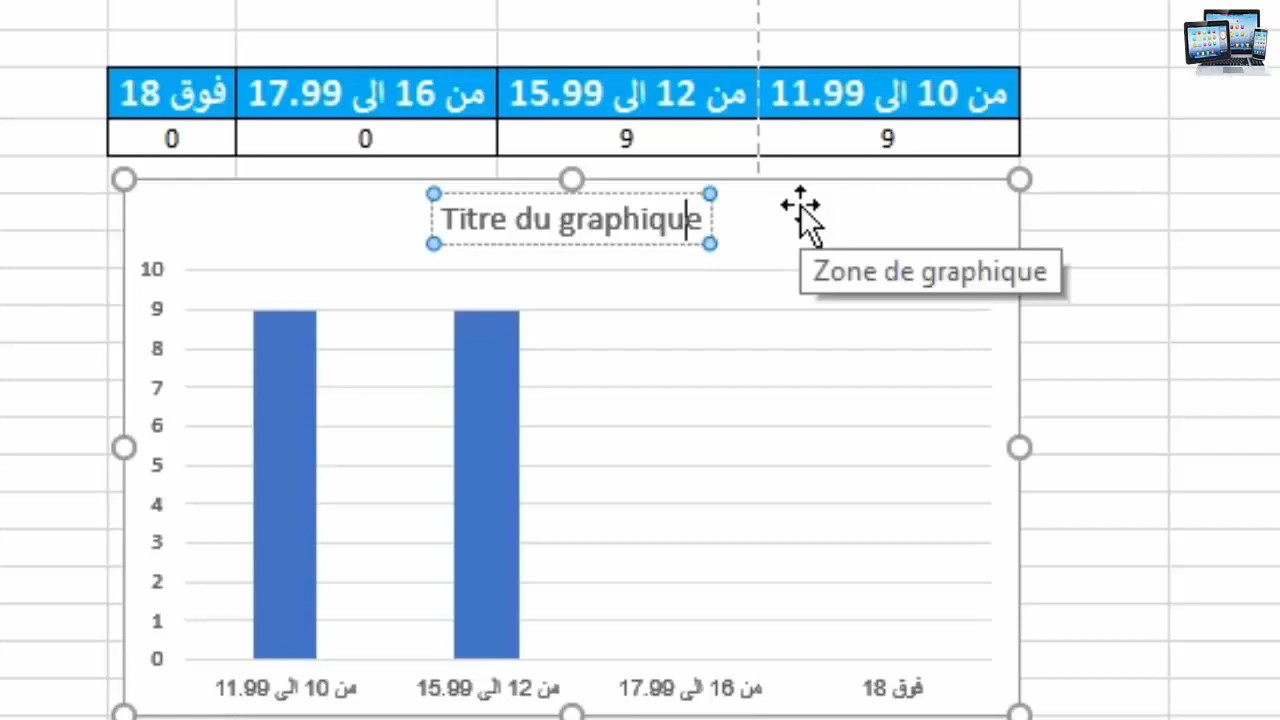 من 10 الى 11.99 من 12 الى 15.99 من 16 الى 17.99 فوق 18
9 9 0 0
Titre du graphique
Zone de graphique
10
9
8
7
6
5
4
3
2
1
0
من 10 الى 11.99 من 12 الى 15.99 من 16 الى 17.99 فوق 18